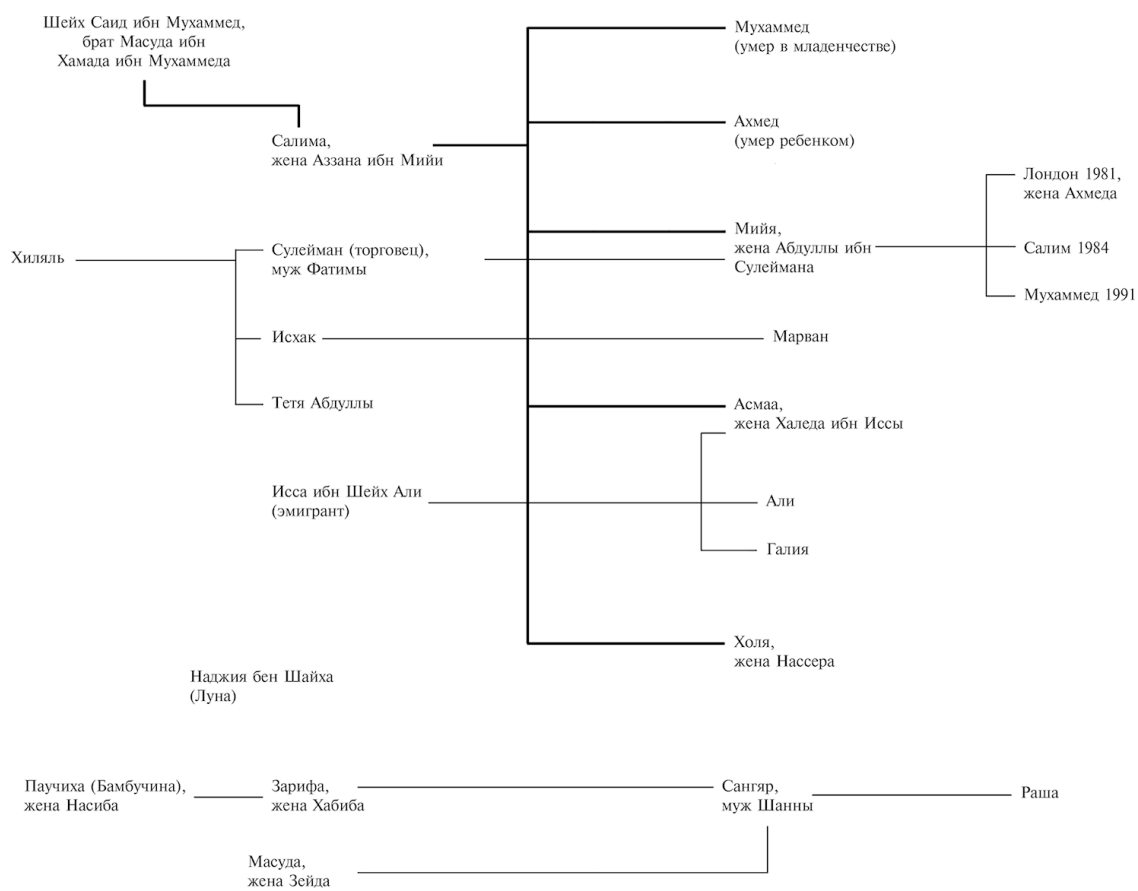 Шейх Саид ибн Мухаммед,
брат Масуда ибн
Хамада ибн Мухаммеда
Мухаммед
(умер в младенчестве)
Ахмед
(умер ребенком)
Салима,
жена Аззана ибн Мийи
Лондон 1981,
жена Ахмеда
Мийя,
жена Абдуллы ибн
Сулеймана
Салим 1984
Мухаммед 1991
Хиляль
Сулейман (торговец),
муж Фатимы
Исхак
Марван
Тетя Абдуллы
Асмаа,
жена Халеда ибн Иссы
Исса ибн Шейх Али
(эмигрант)
Али
Галия
Холя,
жена Нассера
Наджия бен Шайха
(Луна)
Паучиха (Бамбучина),
жена Насиба
Зарифа,
жена Хабиба
Сангяр,
муж Шанны
Раша
Масуда,
жена Зейда